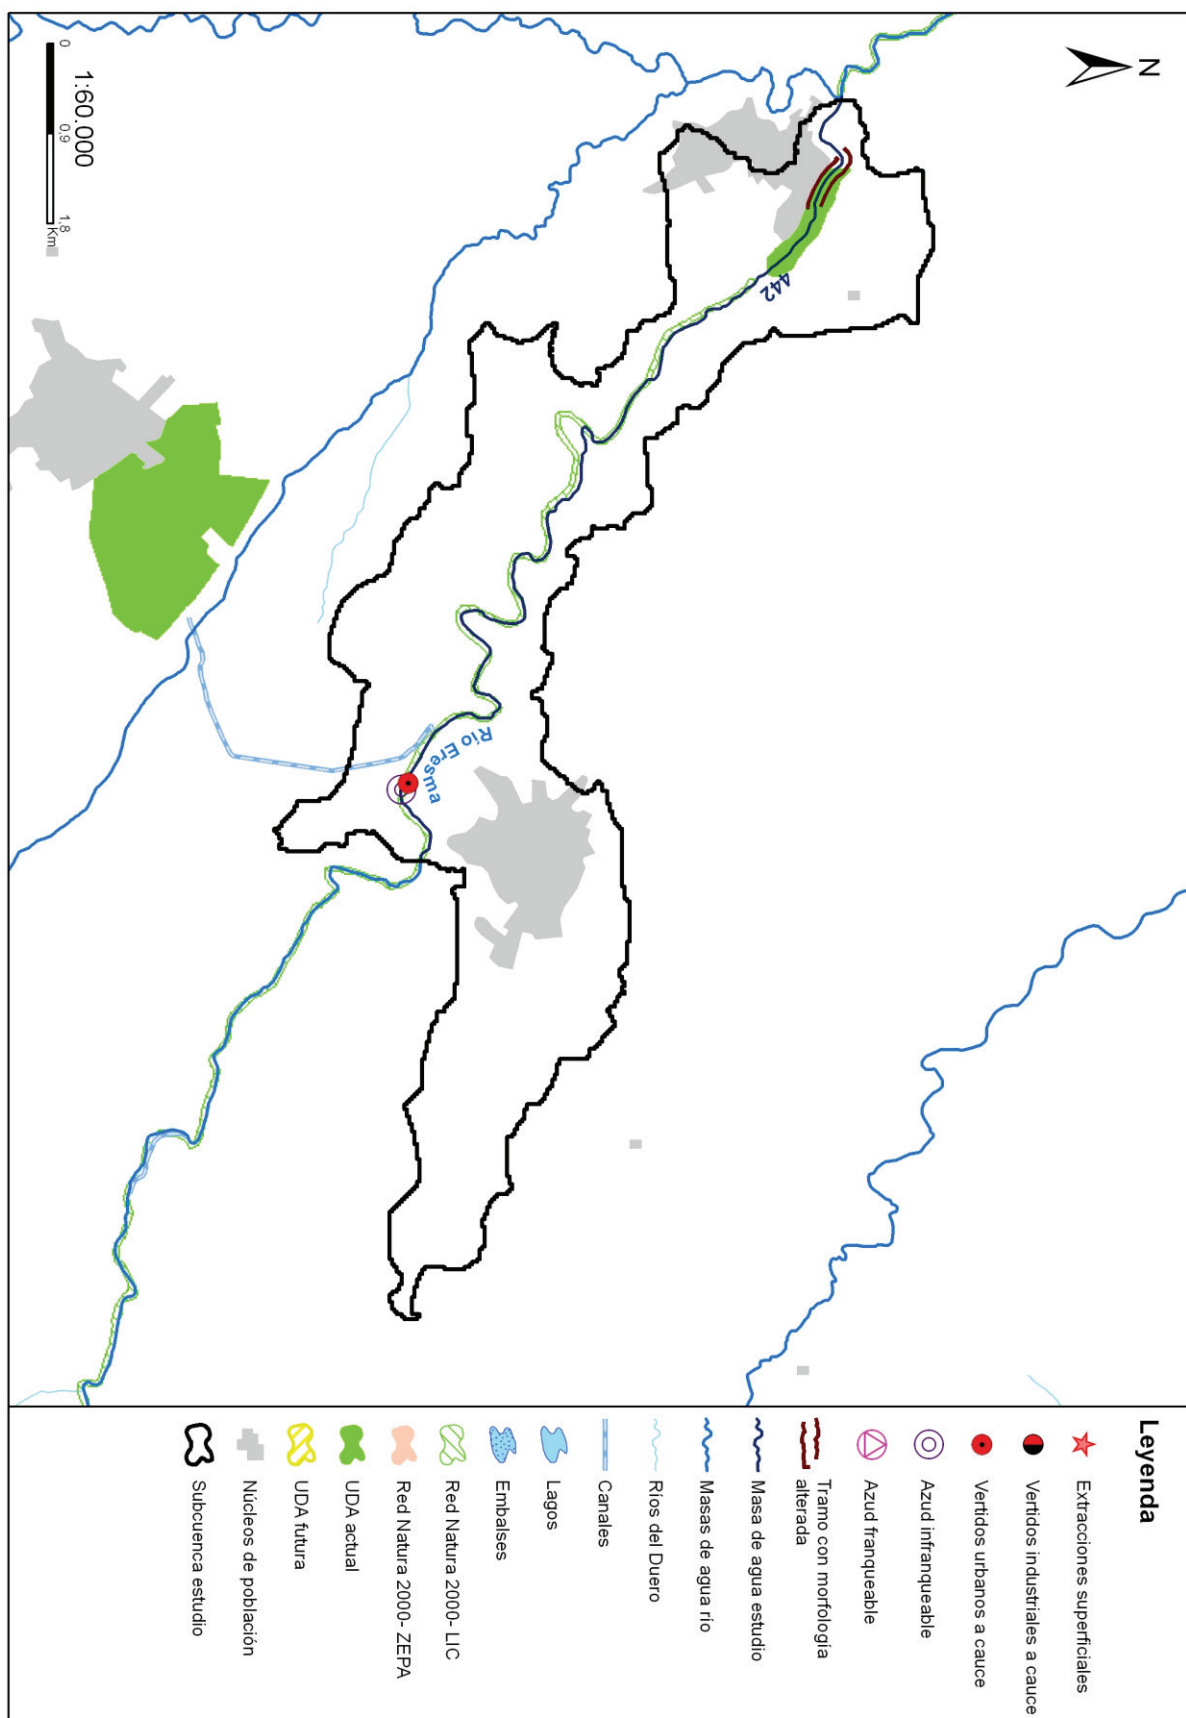 N
1:60.000
0 0,9 1,8
Km
442
Río Eresma
Leyenda
Extracciones superficiales
Vertidos industriales a cauce
Vertidos urbanos a cauce
Azud infranqueable
Azud franqueable
Tramo con morfología
alterada
Masa de agua estudio
Masas de agua río
Ríos del Duero
Canales
Lagos
Embalses
Red Natura 2000- LIC
Red Natura 2000- ZEPA
UDA actual
UDA futura
Núcleos de población
Subcuenca estudio